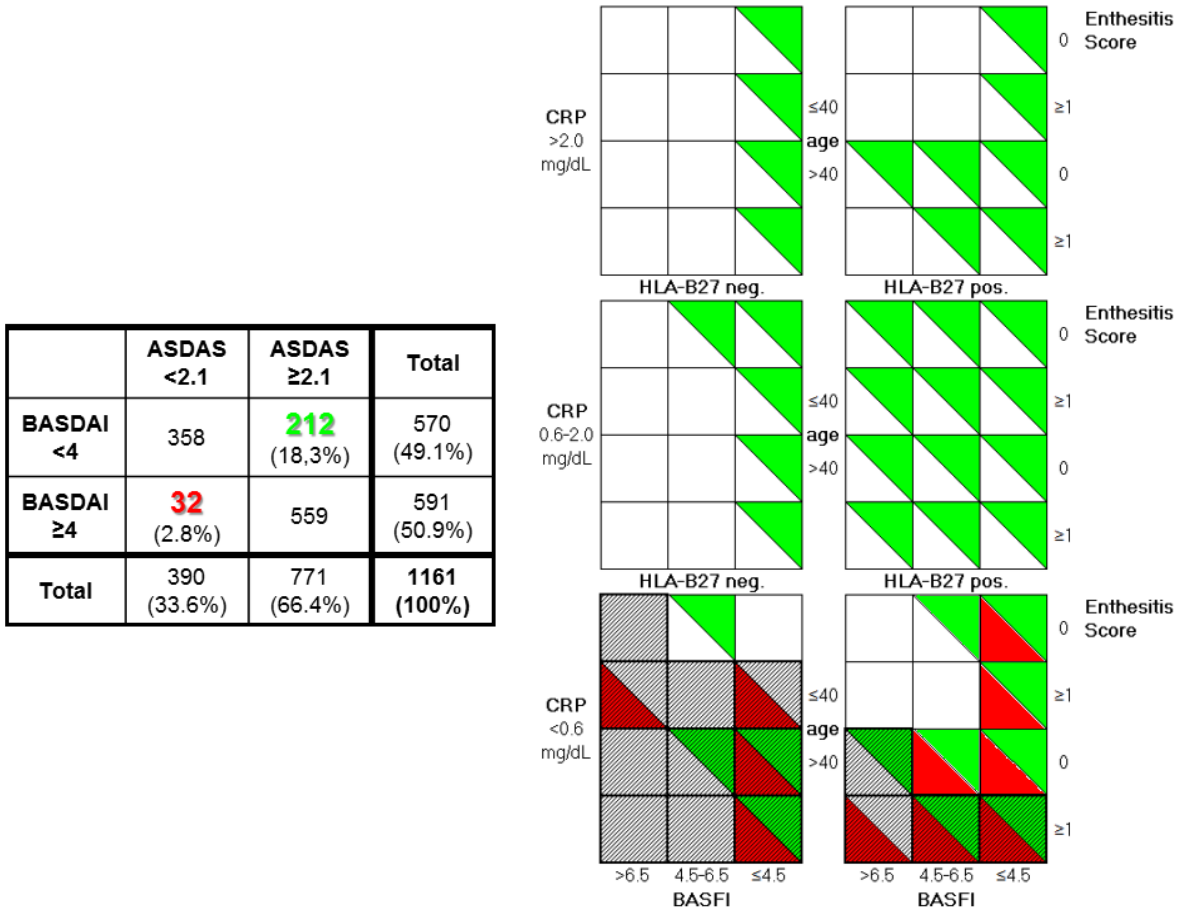 ASDAS <2.1
ASDAS ≥2.1
Total
BASDAI <4
358
212 (18,3%)
570 (49.1%)
BASDAI ≥4
32 (2.8%)
559
591 (50.9%)
Total
390 (33.6%)
771 (66.4%)
1161 (100%)
CRP
>2.0
mg/dL
≤40
age
>40
0
≥1
0
≥1
Enthesitis
Score
HLA-B27 neg.
HLA-B27 pos.
CRP
0.6-2.0
mg/dL
≤40
age
>40
0
≥1
0
≥1
Enthesitis
Score
HLA-B27 neg.
HLA-B27 pos.
CRP
<0.6
mg/dL
≤40
age
>40
0
≥1
0
≥1
Enthesitis
Score
>6.5 4.5-6.5 ≤4.5
BASFI
>6.5 4.5-6.5 ≤4.5
BASFI